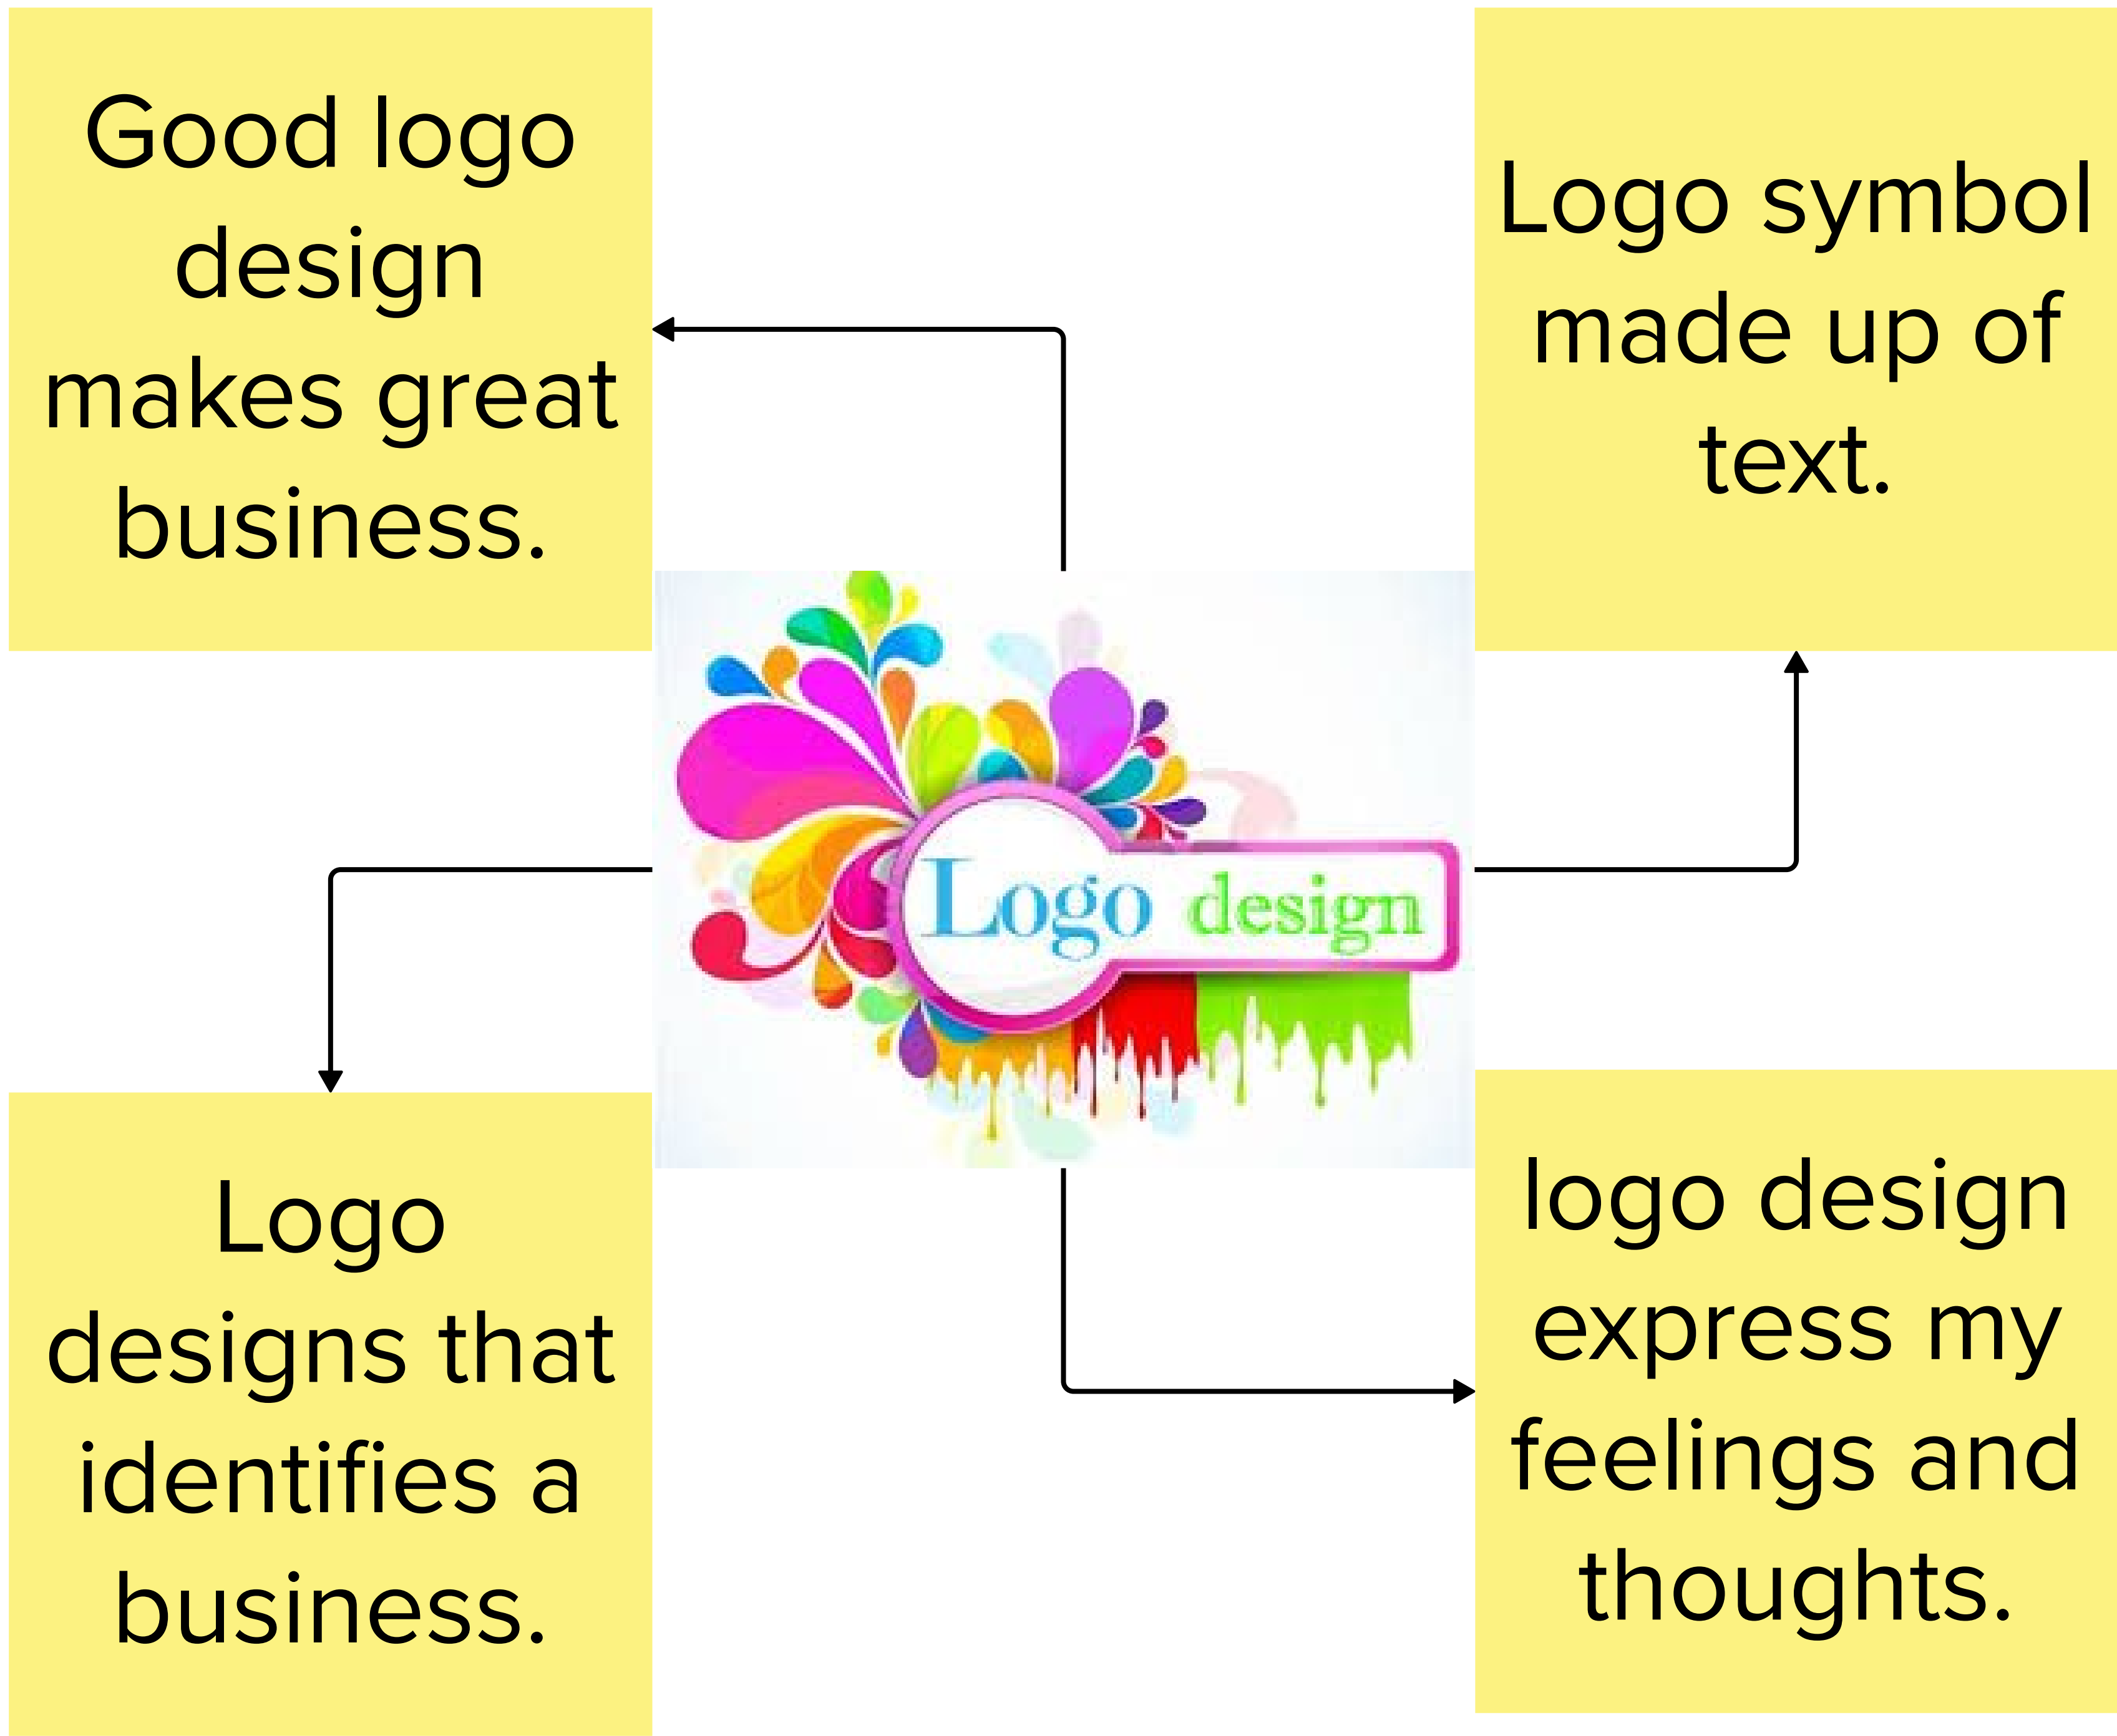 Good logo
design
makes great
business.
Logo symbol
made up of
text.
Logo design
Logo
designs that
identifies a
business.
logo design
express my
feelings and
thoughts.